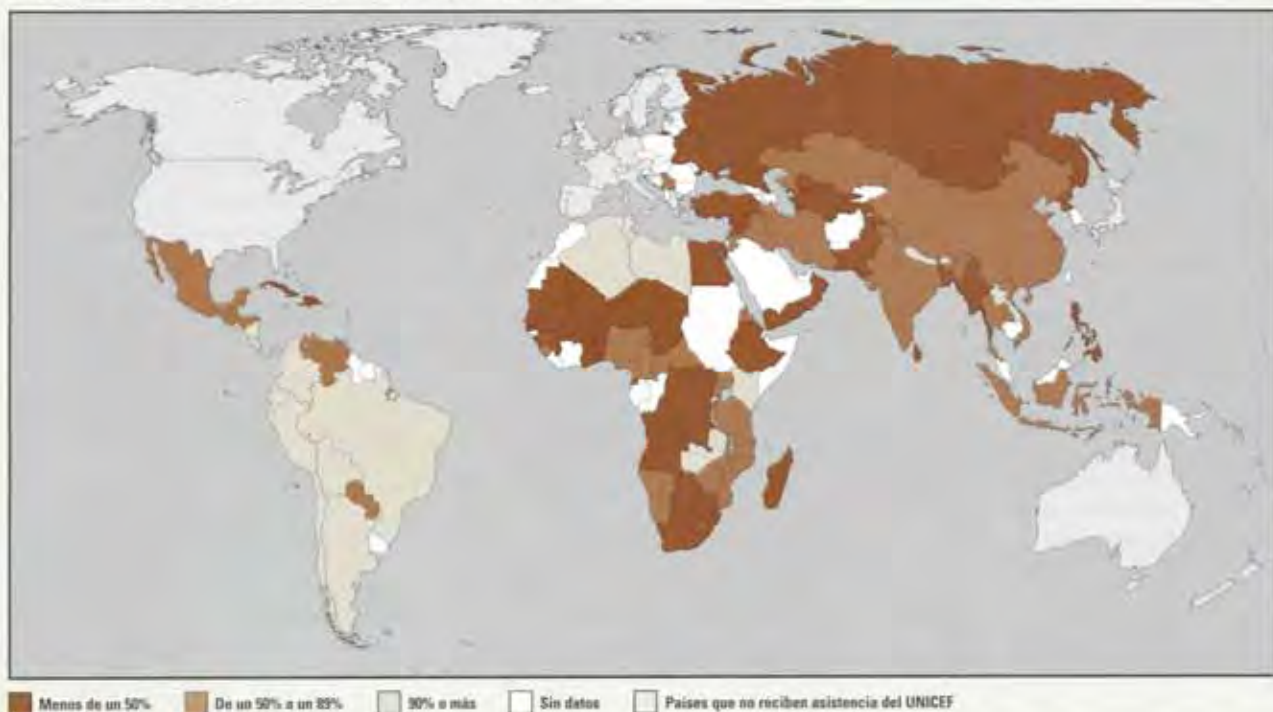 Menos de un 50% De un 50% a un 89% 90% o más Sin datos Países que no reciben asistencia del UNICEF